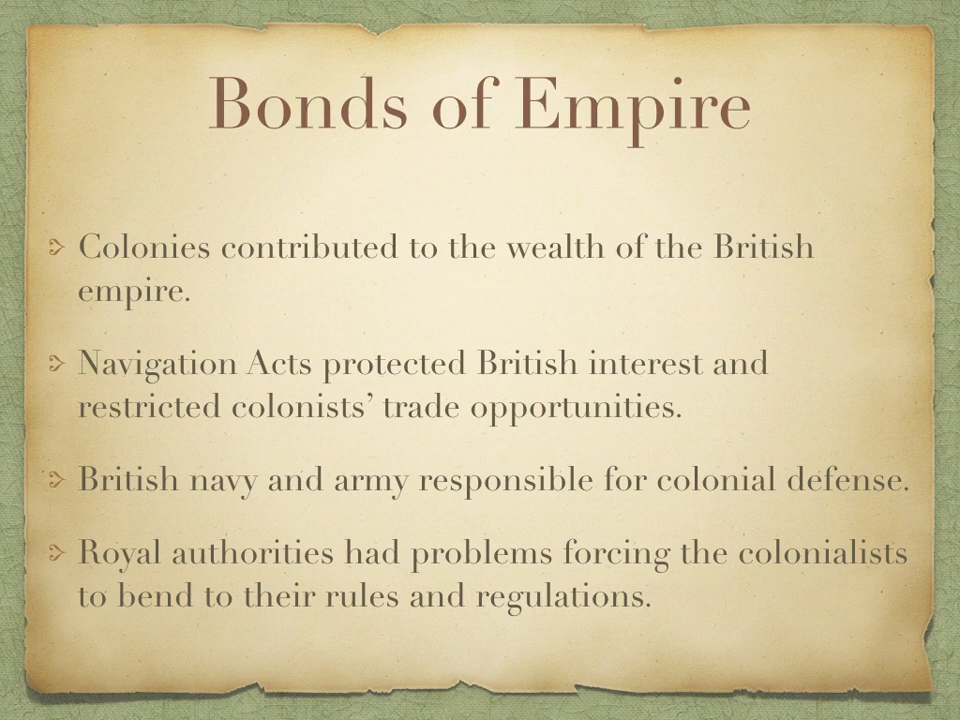 Bonds of Empire
Colonies contributed to the wealth of the British
empire.
Navigation Acts protected British interest and
restricted colonists’ trade opportunities.
British navy and army responsible for colonial defense.
Royal authorities had problems forcing the colonialists
to bend to their rules and regulations.